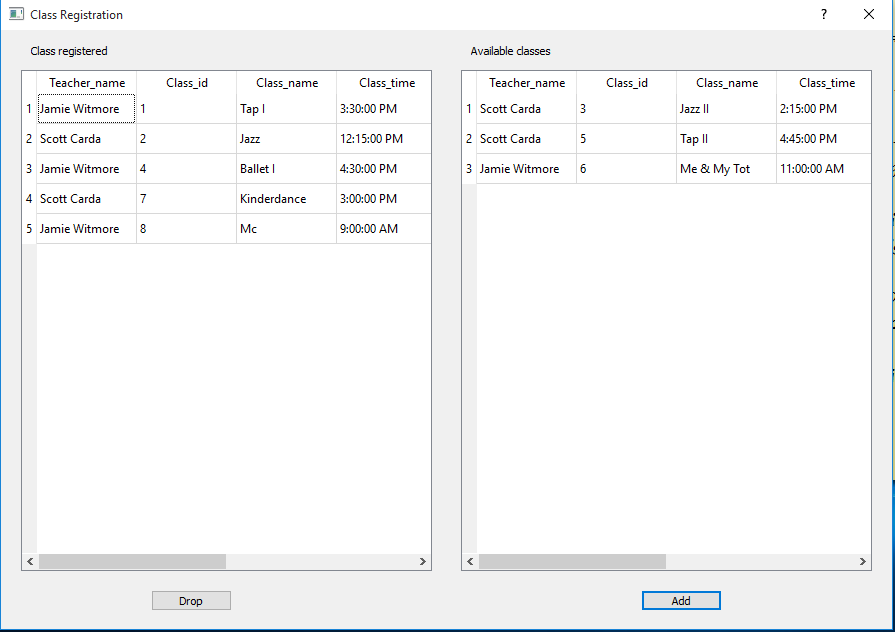 Class Registration ?
Class registered
Teacher_name Class_id Class_name Class_time
1 Jamie Witmore 1 Tap I 3:30:00 PM
2 Scott Carda 2 Jazz 12:15:00 PM
3 Jamie Witmore 4 Ballet I 4:30:00 PM
4 Scott Carda 7 Kinderdance 3:00:00 PM
5 Jamie Witmore 8 Mc 9:00:00 AM
Drop
Available classes
Teacher_name Class_id Class_name Class_time
1 Scott Carda 3 Jazz II 2:15:00 PM
2 Scott Carda 5 Tap II 4:45:00 PM
3 Jamie Witmore 6 Me & My Tot 11:00:00 AM
Add